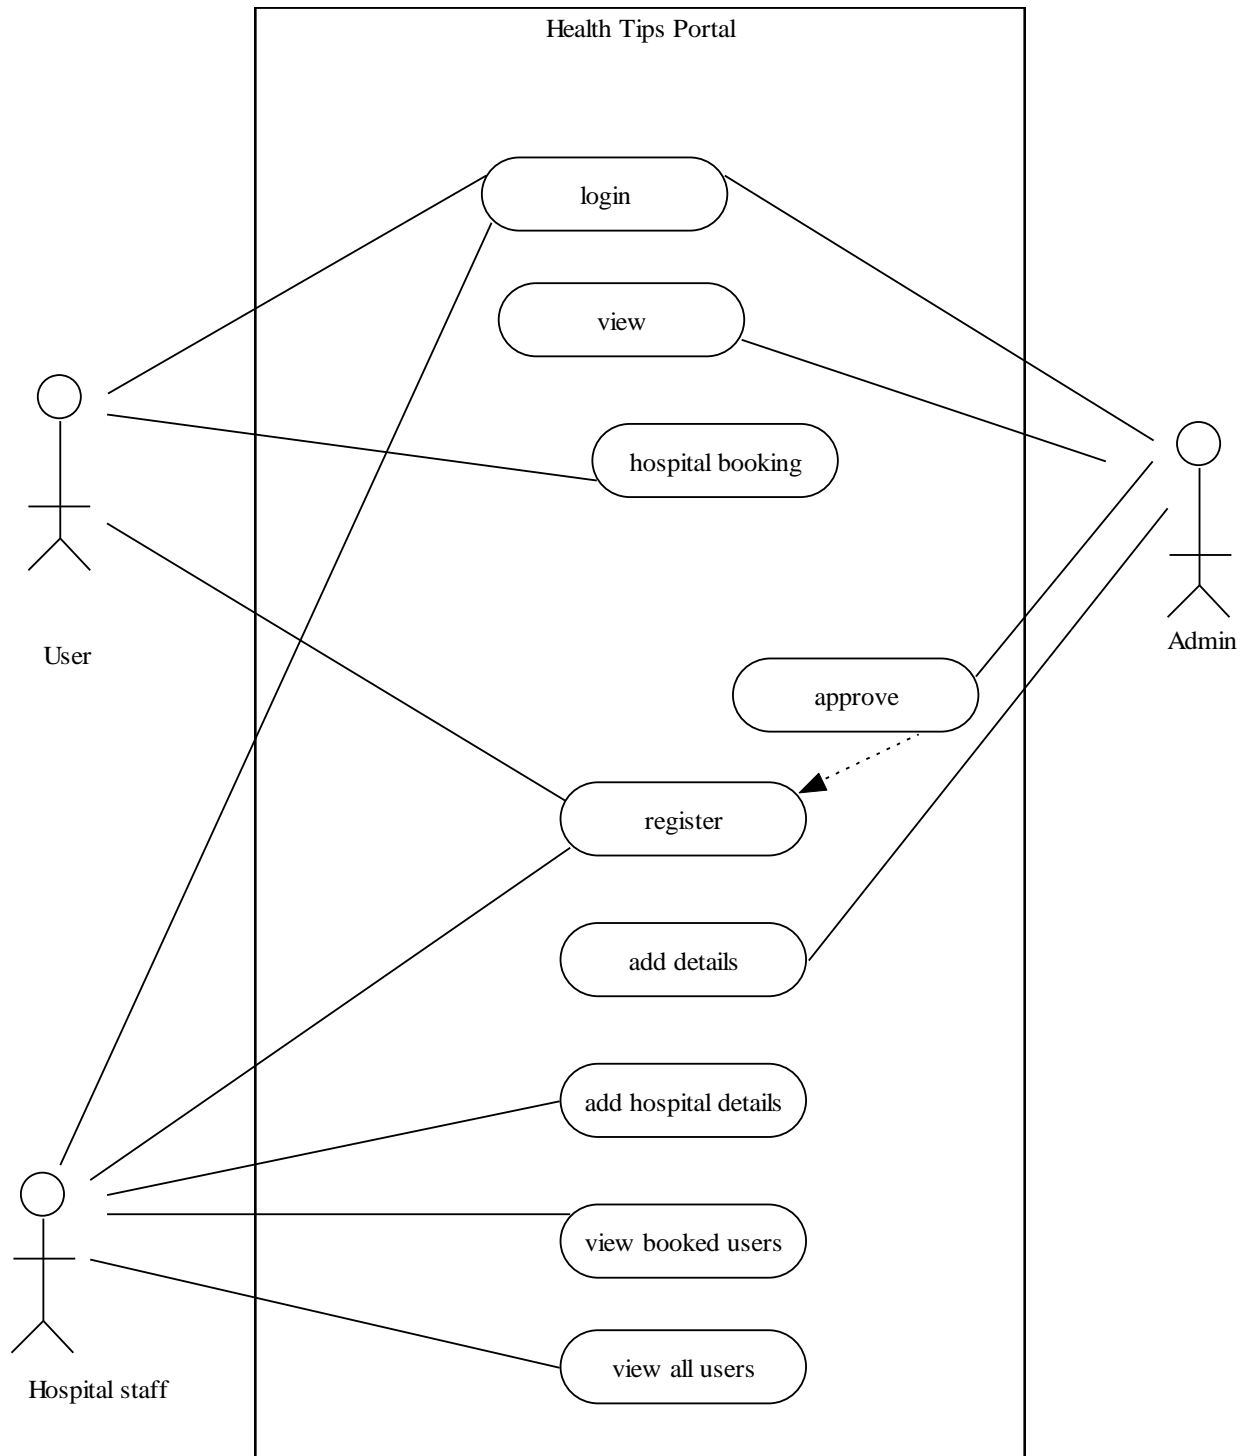 Health Tips Portal
login
view
hospital booking
User
Admin
approve
register
add details
add hospital details
view booked users
view all users
Hospital staff